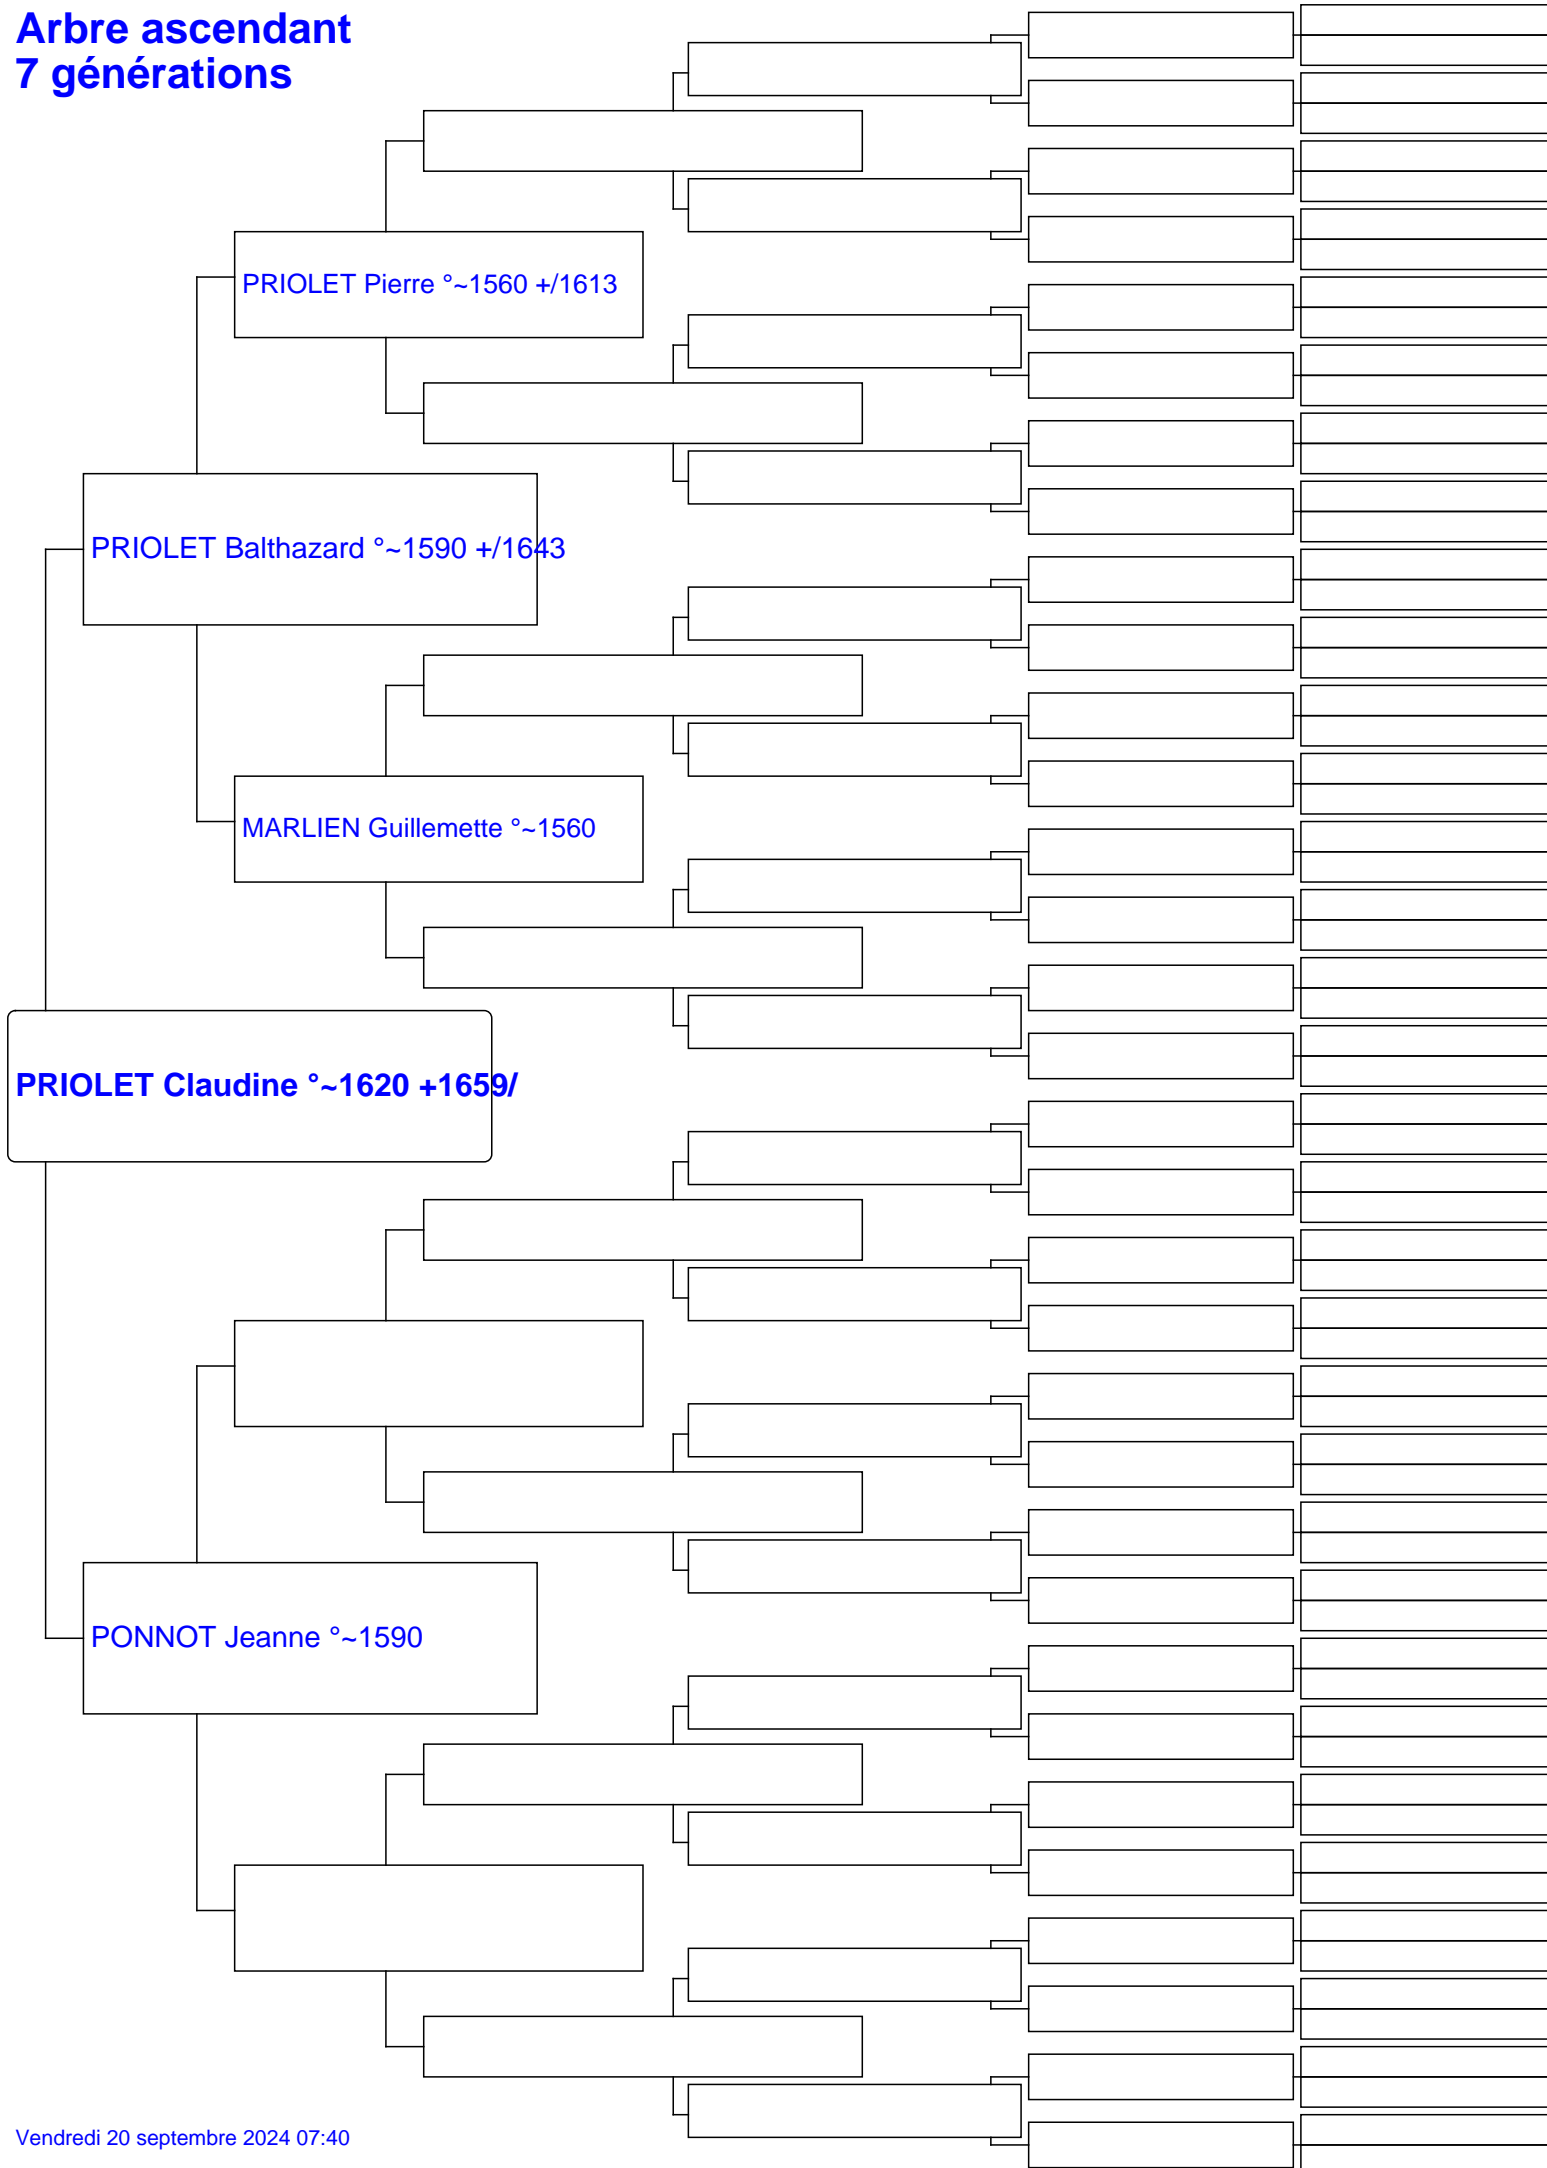 Arbre ascendant
7 générations
PRIOLET Pierre °~1560 +/1613
PRIOLET Balthazard °~1590 +/1643
MARLIEN Guillemette °~1560
PRIOLET Claudine °~1620 +1659/
PONNOT Jeanne °~1590
Vendredi 20 septembre 2024 07:40